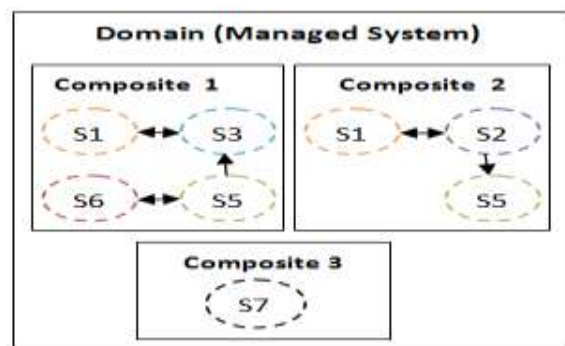 Domain (Managed System)
Composite 1
S1 S3
S6 S5
Composite 2
S1 S2
S5
Composite 3
S7